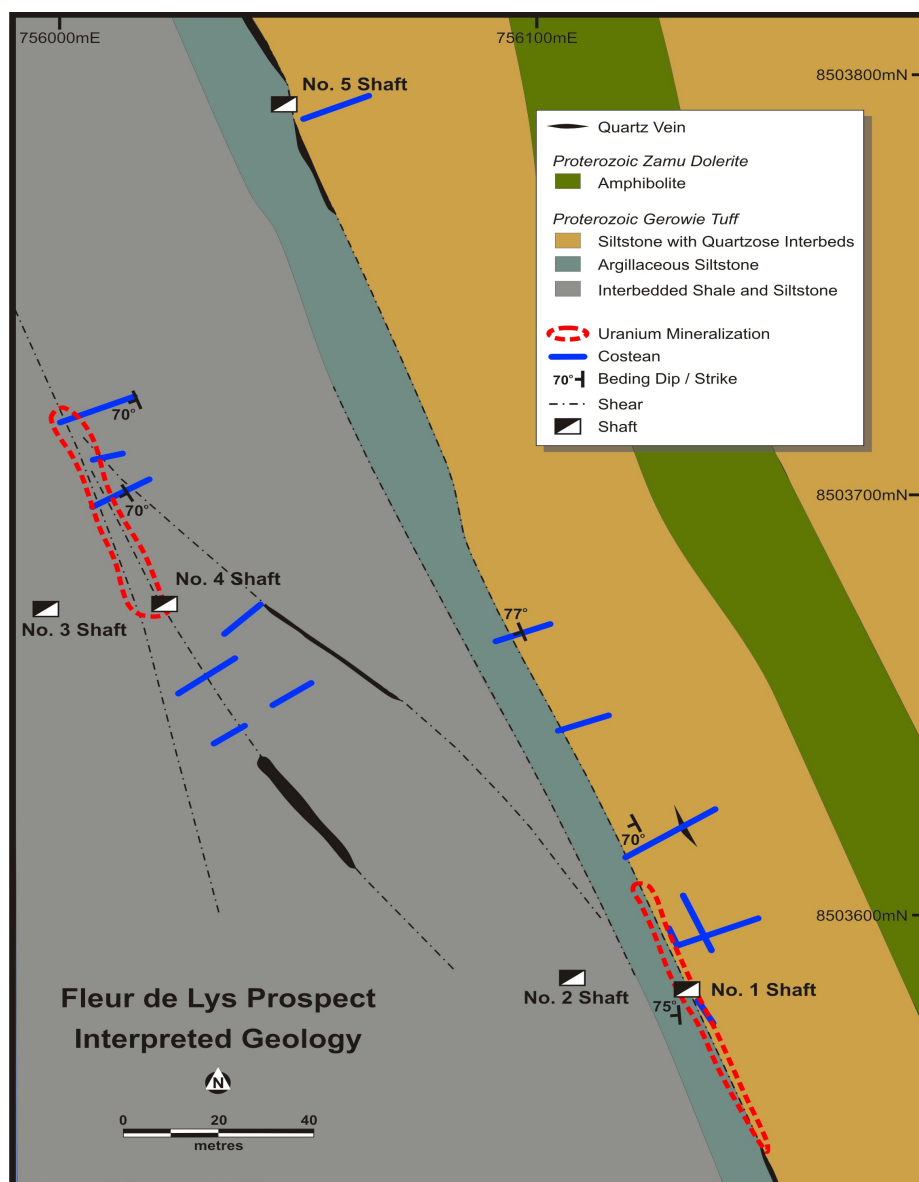 756000mE
756100mE
8503800mN
No. 5 Shaft
Quartz Vein
Proterozoic Zamu Dolerite
Amphibolite
Proterozoic Gerowie Tuff
Siltstone with Quartzose Interbeds
Argillaceous Siltstone
Interbedded Shale and Siltstone
Uranium Mineralization
Costean
70° Beding Dip / Strike
Shear
Shaft
70°
8503700mN
70°
No. 4 Shaft
No. 3 Shaft
77°
70°
8503600mN
No. 1 Shaft
No. 2 Shaft
75°
Fleur de Lys Prospect
Interpreted Geology
N
0 20 40
metres